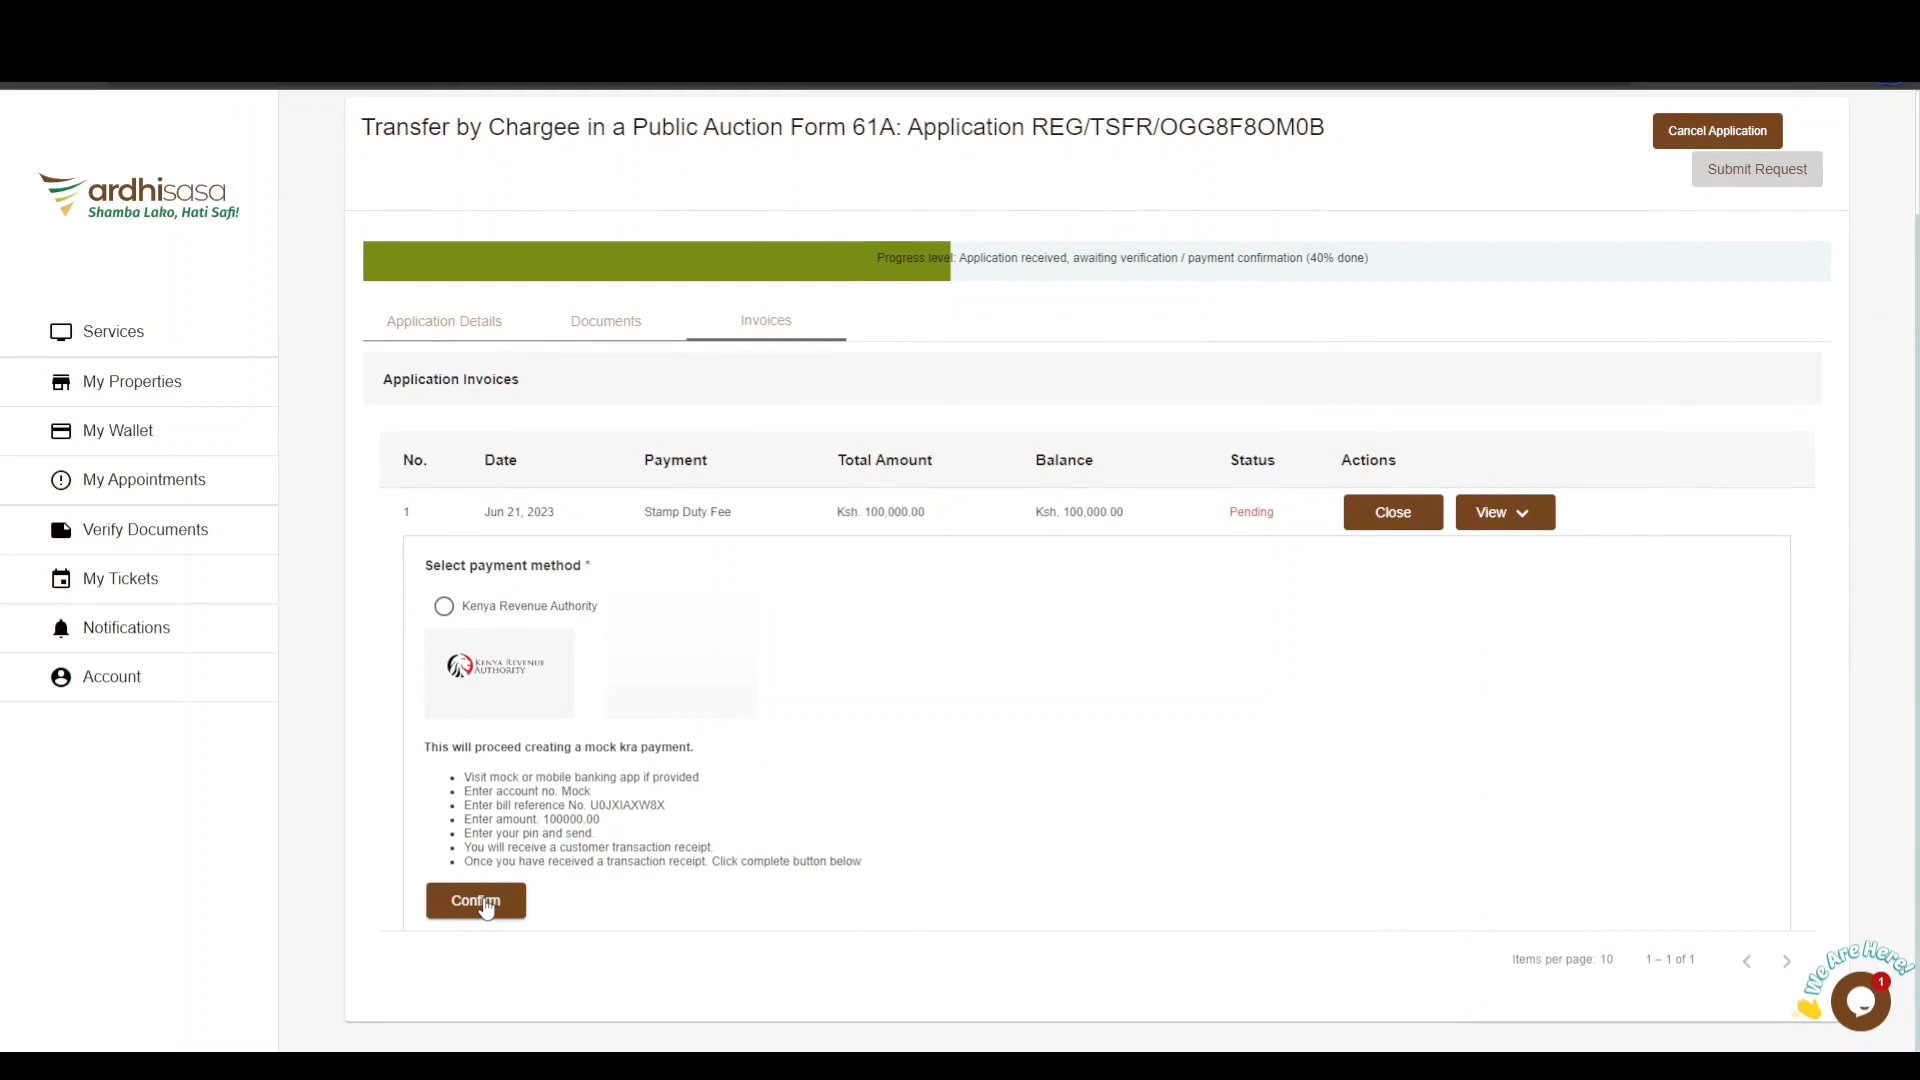 Transfer by Chargee in a Public Auction Form 61A: Application REG/TSFR/OGG8F8OM0B
Cancel Application
Submit Request
ardhisasa
Shamba Lako, Hati Safi!
Progress level: Application received, awaiting verification / payment confirmation (40% done)
Application Details Documents Invoices
Services
My Properties
My Wallet
My Appointments
Verify Documents
My Tickets
Notifications
Account
Application Invoices
No. Date Payment Total Amount Balance Status Actions
1 Jun 21, 2023 Stamp Duty Fee Ksh. 100,000.00 Ksh. 100,000.00 Pending Close View
Select payment method *
Kenya Revenue Authority
KENYA REVENUE
AUTHORITY
This will proceed creating a mock kra payment.
• Visit mock or mobile banking app if provided
• Enter account no. Mock
• Enter bill reference No. U0JXIAXW8X
• Enter amount. 100000.00
• Enter your pin and send.
• You will receive a customer transaction receipt.
• Once you have received a transaction receipt. Click complete button below
Confirm
Items per page: 10 1 – 1 of 1
We Are Here!
1